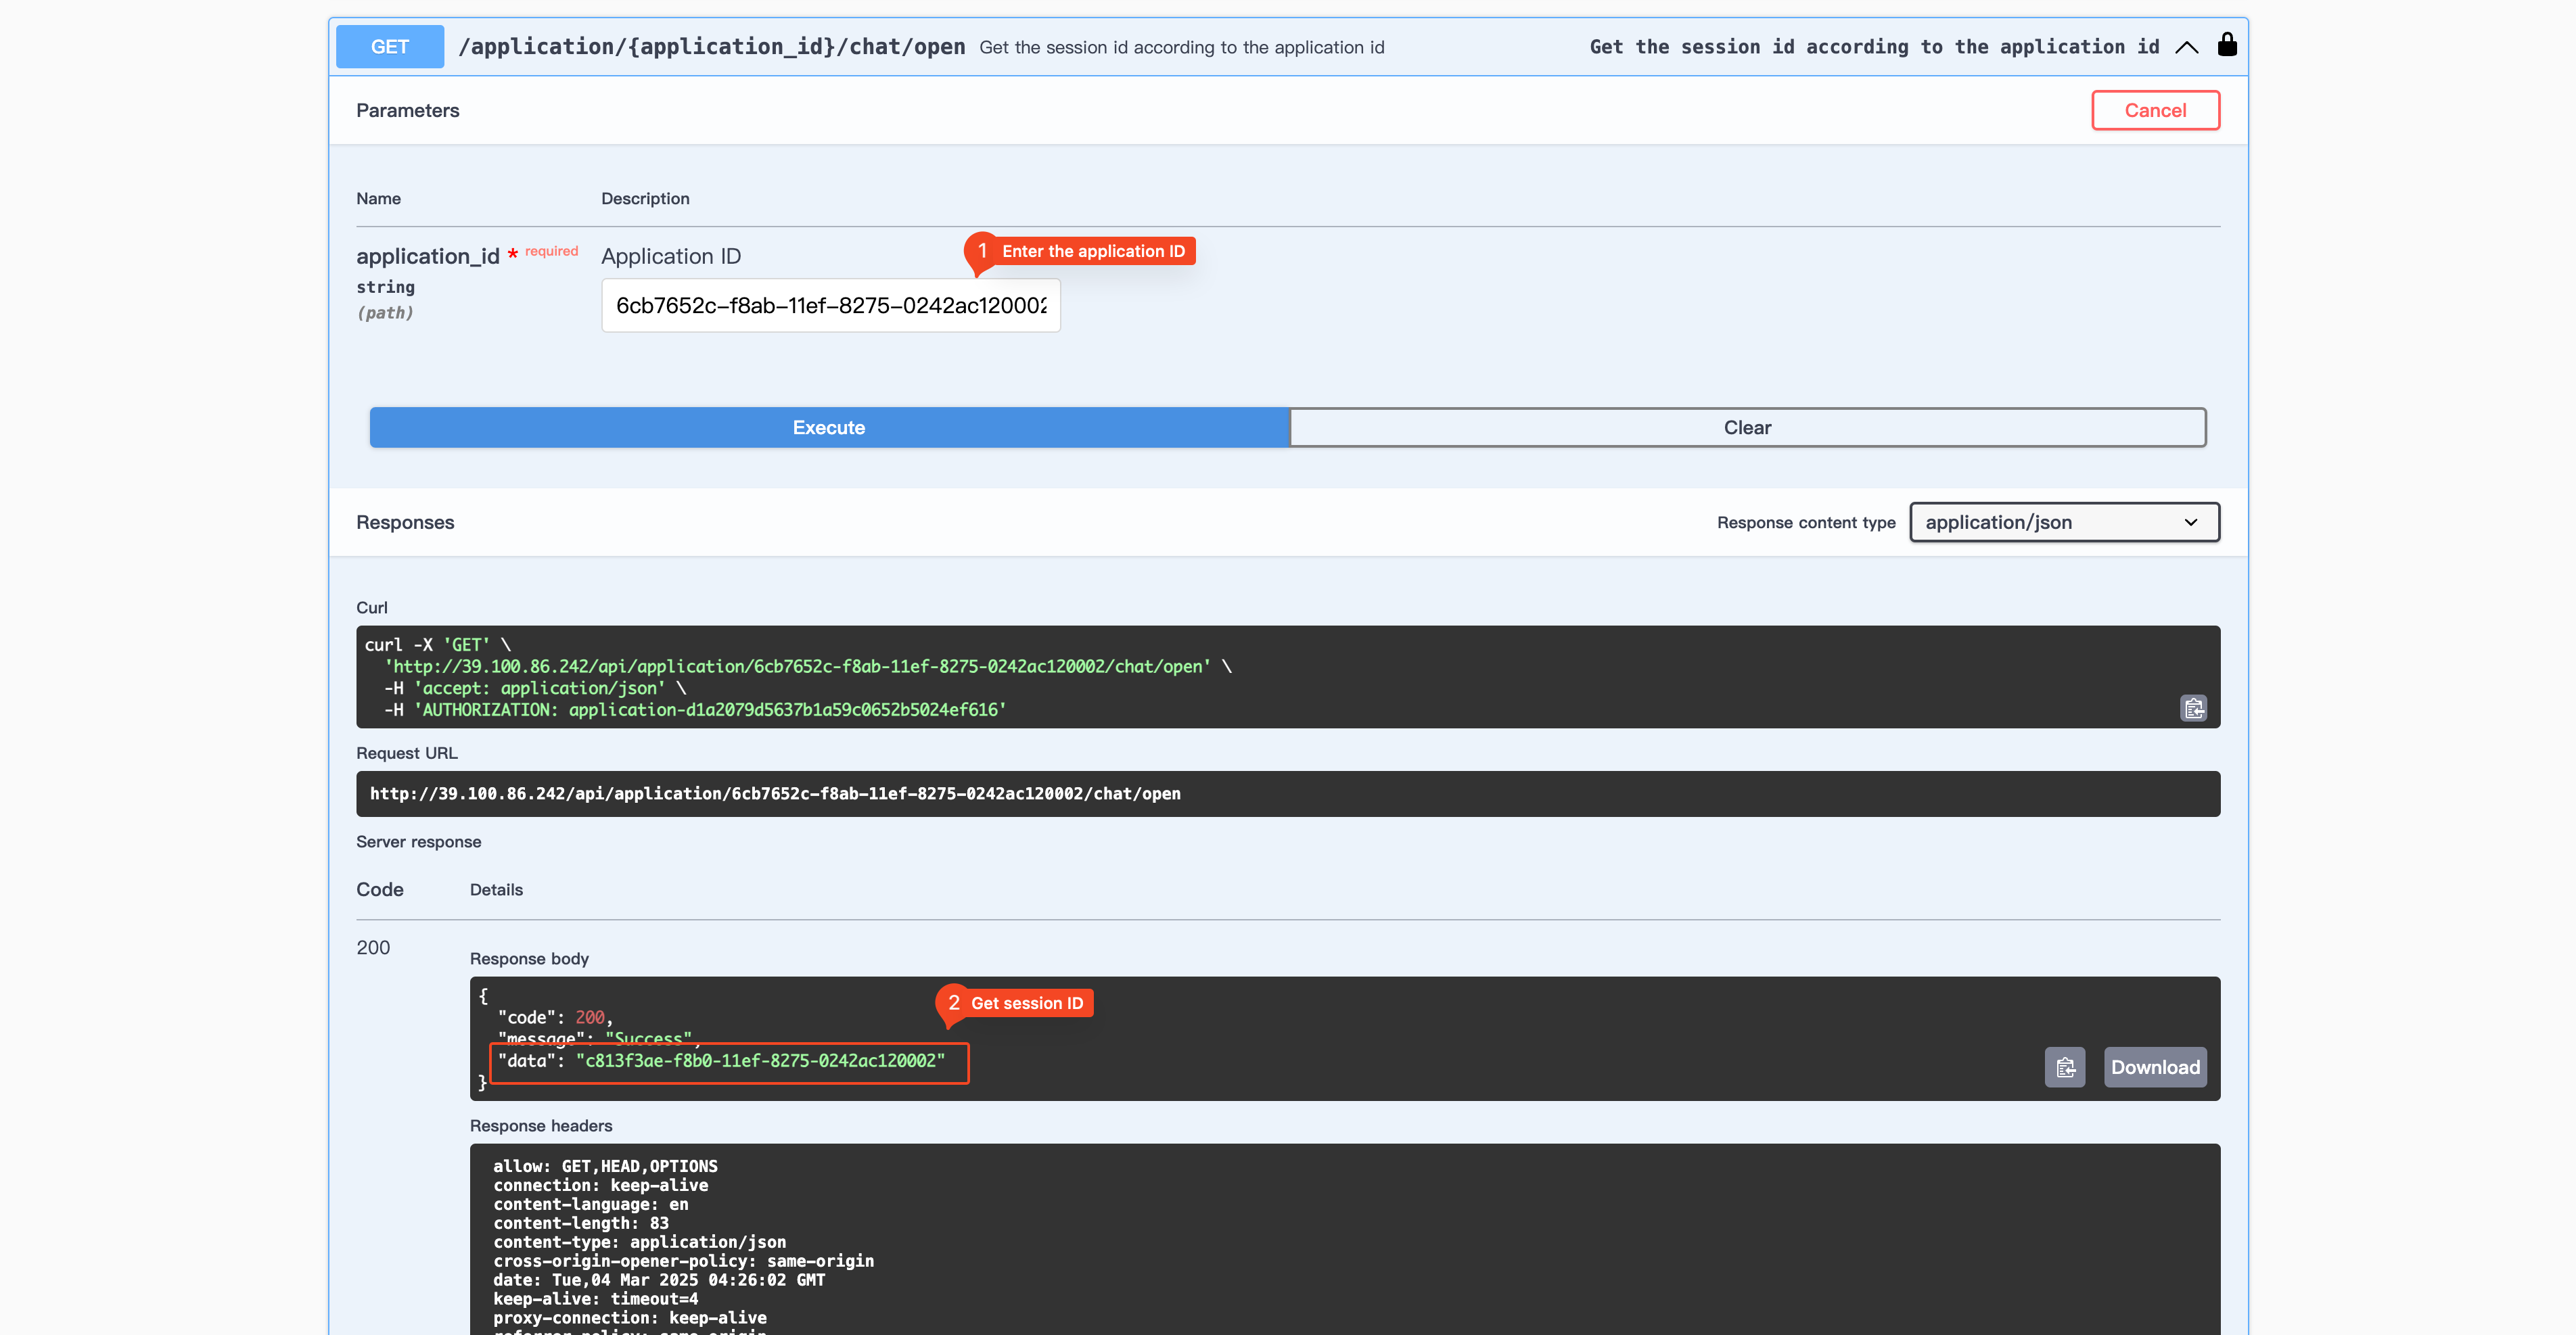 GET /application/{application_id}/chat/open Get the session id according to the application id Get the session id according to the application id
Parameters Cancel
Name Description
application_id * required Application ID 1 Enter the application ID
string
(path)
6cb7652c-f8ab-11ef-8275-0242ac120002
Execute Clear
Responses Response content type application/json
Curl
curl -X 'GET' \
'http://39.100.86.242/api/application/6cb7652c-f8ab-11ef-8275-0242ac120002/chat/open' \
-H 'accept: application/json' \
-H 'AUTHORIZATION: application-d1a2079d5637b1a59c0652b5024ef616'
Request URL
http://39.100.86.242/api/application/6cb7652c-f8ab-11ef-8275-0242ac120002/chat/open
Server response
Code Details
200
Response body
{
"code": 200,
2 Get session ID
"message": "Success",
"data": "c813f3ae-f8b0-11ef-8275-0242ac120002"
}
Download
Response headers
allow: GET,HEAD,OPTIONS
connection: keep-alive
content-language: en
content-length: 83
content-type: application/json
cross-origin-opener-policy: same-origin
date: Tue,04 Mar 2025 04:26:02 GMT
keep-alive: timeout=4
proxy-connection: keep-alive
referrer-policy: same-origin